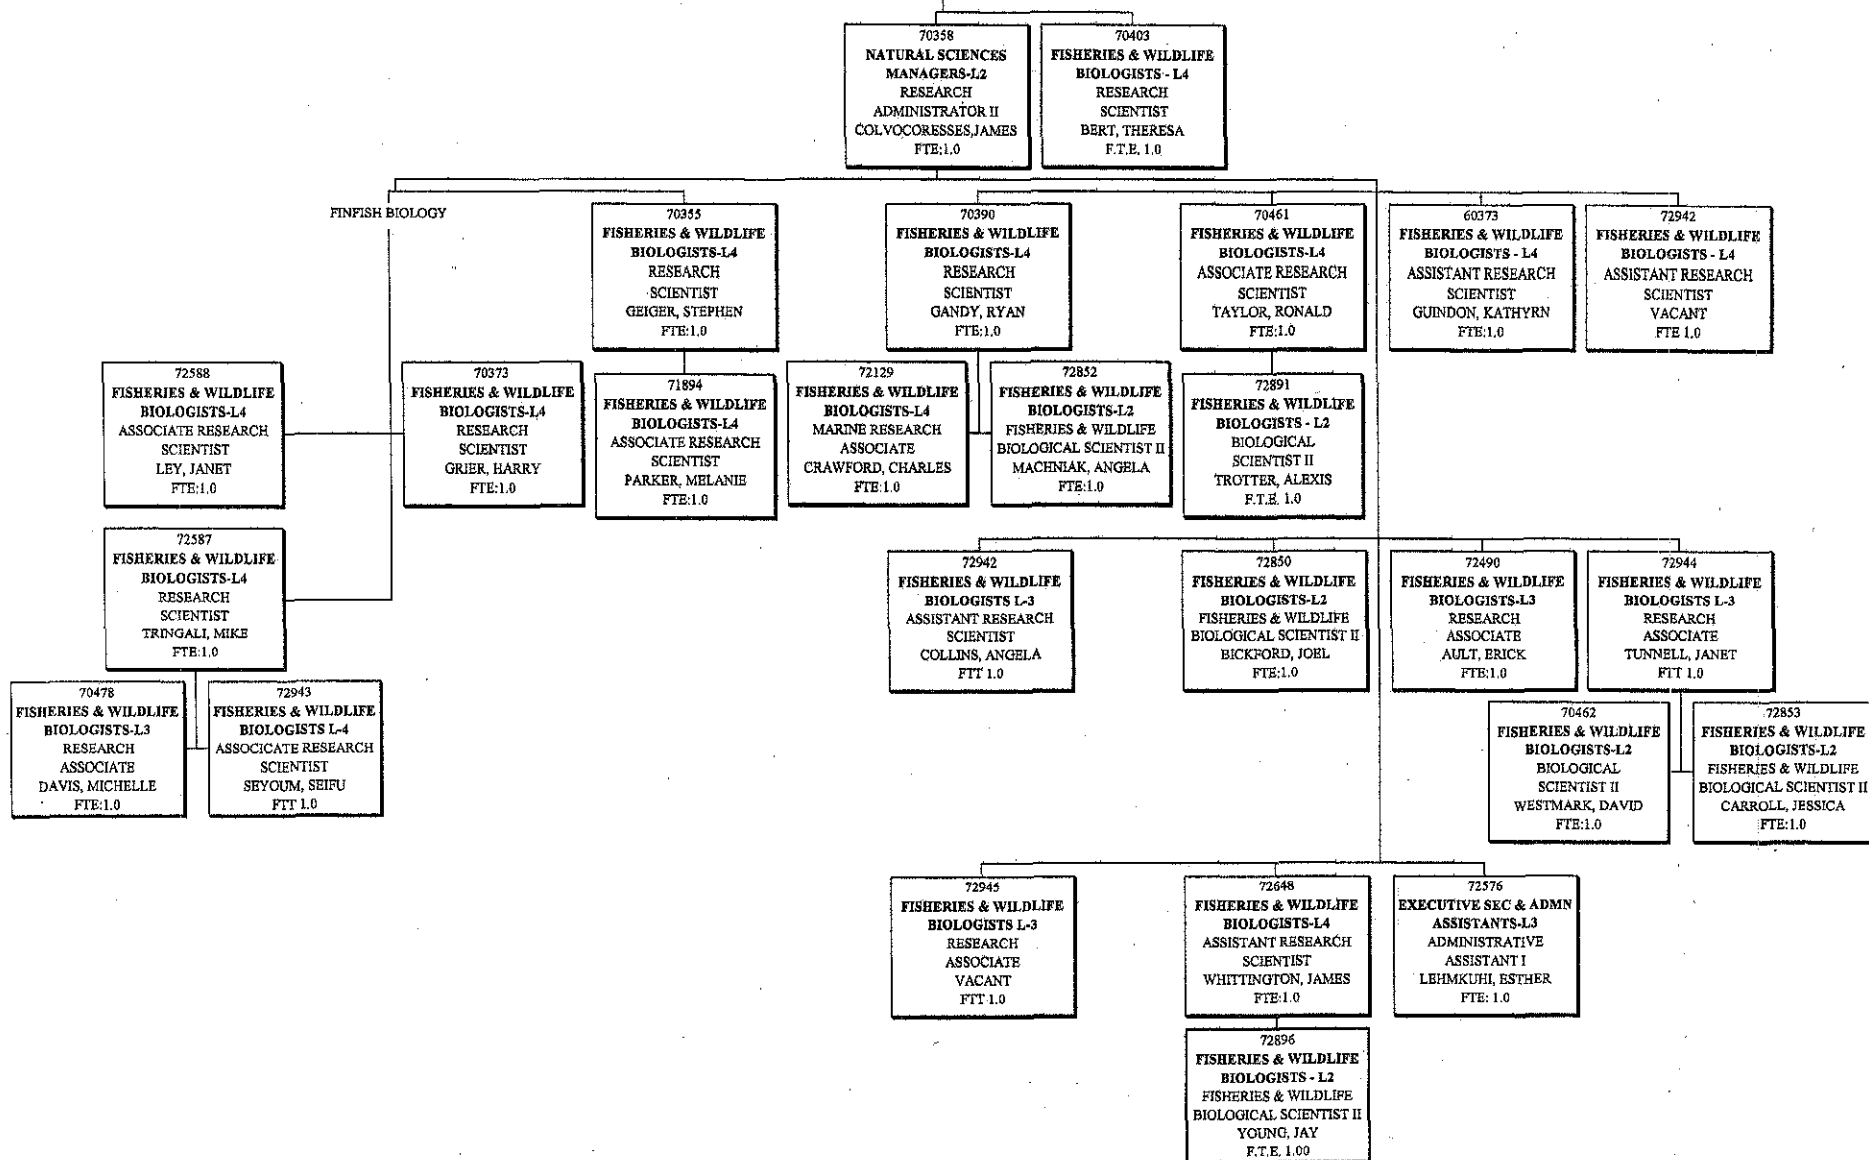 70358
NATURAL SCIENCES
MANAGERS-L2
RESEARCH
ADMINISTRATOR II
COLVOCORESSES,JAMES
FTE:1.0
70403
FISHERIES & WILDLIFE
BIOLOGISTS - L4
RESEARCH
SCIENTIST
BERT, THERESA
F.T.E. 1.0
FINFISH BIOLOGY
70355
FISHERIES & WILDLIFE
BIOLOGISTS-L4
RESEARCH
SCIENTIST
GEIGER, STEPHEN
FTE:1.0
70390
FISHERIES & WILDLIFE
BIOLOGISTS-L4
RESEARCH
SCIENTIST
GANDY, RYAN
FTE:1.0
70461
FISHERIES & WILDLIFE
BIOLOGISTS-L4
ASSOCIATE RESEARCH
SCIENTIST
TAYLOR, RONALD
FTE:1.0
60373
FISHERIES & WILDLIFE
BIOLOGISTS - L4
ASSISTANT RESEARCH
SCIENTIST
GUINDON, KATHYRN
FTE:1.0
72942
FISHERIES & WILDLIFE
BIOLOGISTS - L4
ASSISTANT RESEARCH
SCIENTIST
VACANT
FTE 1.0
72588
FISHERIES & WILDLIFE
BIOLOGISTS-L4
ASSOCIATE RESEARCH
SCIENTIST
LEY, JANET
FTE:1.0
70373
FISHERIES & WILDLIFE
BIOLOGISTS-L4
RESEARCH
SCIENTIST
GRIER, HARRY
FTE:1.0
71894
FISHERIES & WILDLIFE
BIOLOGISTS-L4
ASSOCIATE RESEARCH
SCIENTIST
PARKER, MELANIE
FTE:1.0
72129
FISHERIES & WILDLIFE
BIOLOGISTS-L4
MARINE RESEARCH
ASSOCIATE
CRAWFORD, CHARLES
FTE:1.0
72852
FISHERIES & WILDLIFE
BIOLOGISTS-L2
FISHERIES & WILDLIFE
BIOLOGICAL SCIENTIST II
MACHNIAK, ANGELA
FTE:1.0
72891
FISHERIES & WILDLIFE
BIOLOGISTS - L2
BIOLOGICAL
SCIENTIST II
TROTTER, ALEXIS
F.T.E. 1.0
72587
FISHERIES & WILDLIFE
BIOLOGISTS-L4
RESEARCH
SCIENTIST
TRINGALI, MIKE
FTE:1.0
72942
FISHERIES & WILDLIFE
BIOLOGISTS L-3
ASSISTANT RESEARCH
SCIENTIST
COLLINS, ANGELA
FTT 1.0
72850
FISHERIES & WILDLIFE
BIOLOGISTS-L2
FISHERIES & WILDLIFE
BIOLOGICAL SCIENTIST II
BICKFORD, JOEL
FTE:1.0
72490
FISHERIES & WILDLIFE
BIOLOGISTS-L3
RESEARCH
ASSOCIATE
AULT, ERICK
FTE:1.0
72944
FISHERIES & WILDLIFE
BIOLOGISTS L-3
RESEARCH
ASSOCIATE
TUNNELL, JANET
FTT 1.0
70478
FISHERIES & WILDLIFE
BIOLOGISTS-L3
RESEARCH
ASSOCIATE
DAVIS, MICHELLE
FTE:1.0
72943
FISHERIES & WILDLIFE
BIOLOGISTS L-4
ASSOCICATE RESEARCH
SCIENTIST
SEYOUM, SEIFU
FTT 1.0
70462
FISHERIES & WILDLIFE
BIOLOGISTS-L2
BIOLOGICAL
SCIENTIST II
WESTMARK, DAVID
FTE:1.0
72853
FISHERIES & WILDLIFE
BIOLOGISTS-L2
FISHERIES & WILDLIFE
BIOLOGICAL SCIENTIST II
CARROLL, JESSICA
FTE:1.0
72945
FISHERIES & WILDLIFE
BIOLOGISTS L-3
RESEARCH
ASSOCIATE
VACANT
FTT 1.0
72648
FISHERIES & WILDLIFE
BIOLOGISTS-L4
ASSISTANT RESEARCH
SCIENTIST
WHITTINGTON, JAMES
FTE:1.0
72576
EXECUTIVE SEC & ADMN
ASSISTANTS-L3
ADMINISTRATIVE
ASSISTANT I
LEHMKUHI, ESTHER
FTE: 1.0
72896
FISHERIES & WILDLIFE
BIOLOGISTS - L2
FISHERIES & WILDLIFE
BIOLOGICAL SCIENTIST II
YOUNG, JAY
F.T.E. 1.00